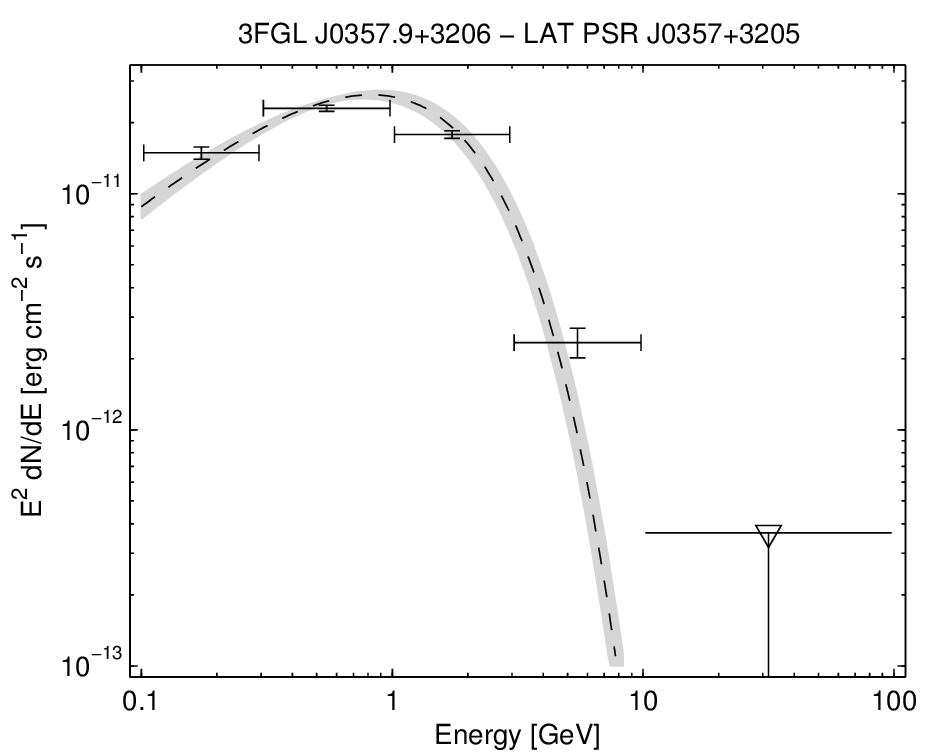 3FGL J0357.9+3206 − LAT PSR J0357+3205
10⁻¹¹
10⁻¹²
10⁻¹³
E² dN/dE [erg cm⁻² s⁻¹]
0.1 1 10 100
Energy [GeV]